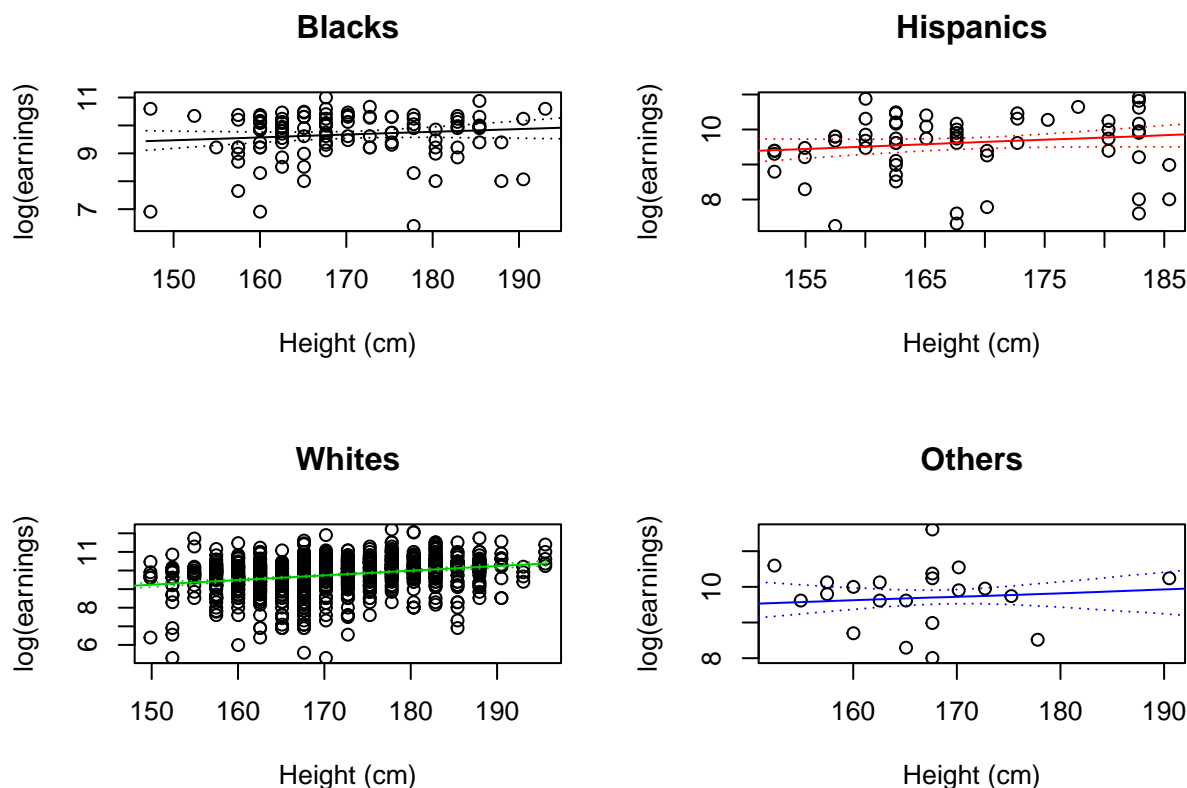 Blacks
log(earnings)
7 9 11
150 160 170 180 190
Height (cm)
Hispanics
log(earnings)
8 10
155 165 175 185
Height (cm)
Whites
log(earnings)
6 8 11
150 160 170 180 190
Height (cm)
Others
log(earnings)
8 10
160 170 180 190
Height (cm)